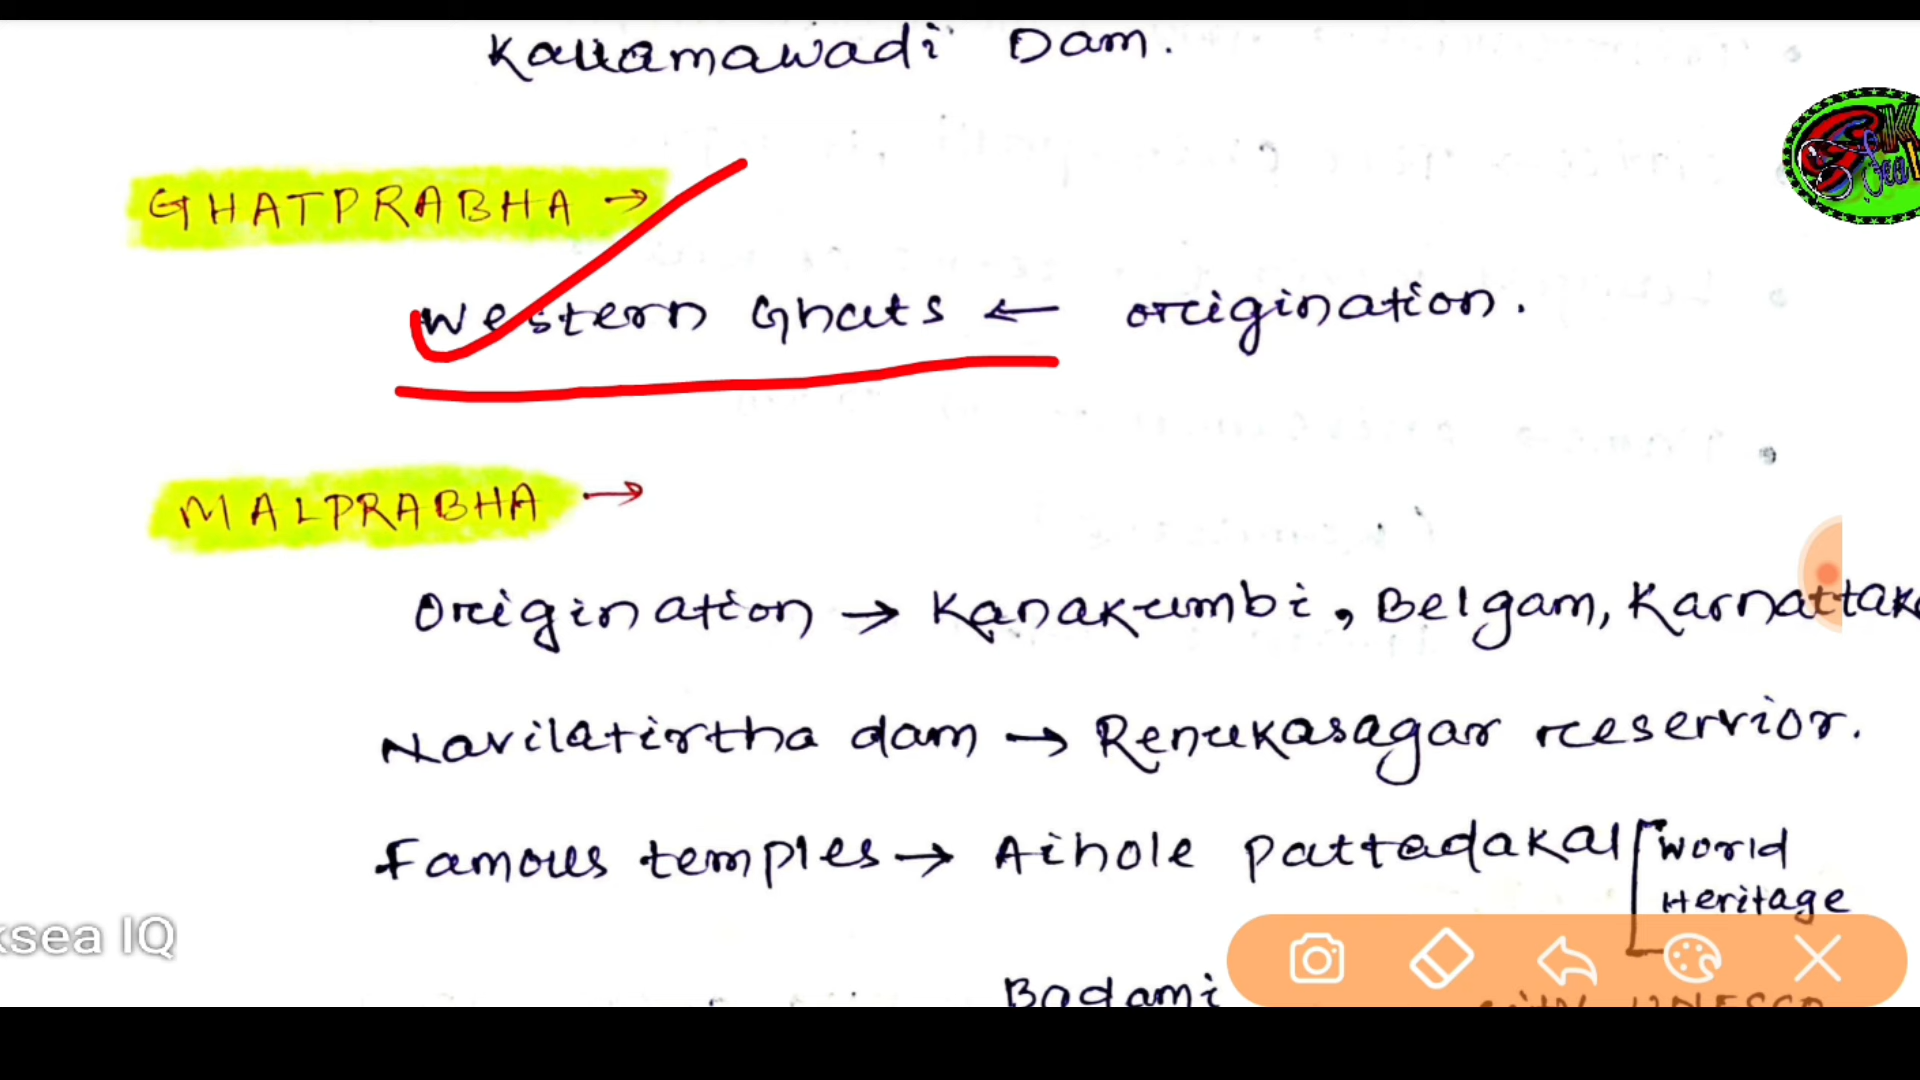 Kallamawadi Dam.
GHATPRABHA →
Western Ghats ← origination.
MALPRABHA →
Origination → Kanakumbi, Belgam, Karnattak
Navilatirtha dam → Renukasagar reservior.
Famous temples → Aihole Pattadakal [World
Heritage
ksea IQ
Badami
UNESCO